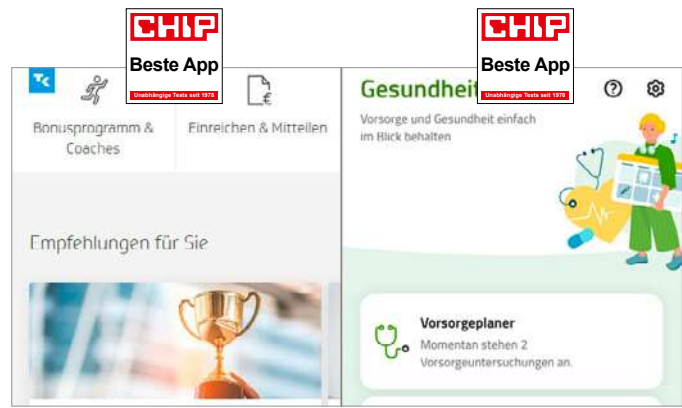 CHIP
Beste App
Unabhängige Tests seit 1978
TK
Bonusprogramm &
Coaches
Einreichen & Mitteilen
Empfehlungen für Sie
CHIP
Beste App
Unabhängige Tests seit 1978
Gesundheit
Vorsorge und Gesundheit einfach
im Blick behalten
Vorsorgeplaner
Momentan stehen 2
Vorsorgeuntersuchungen an.